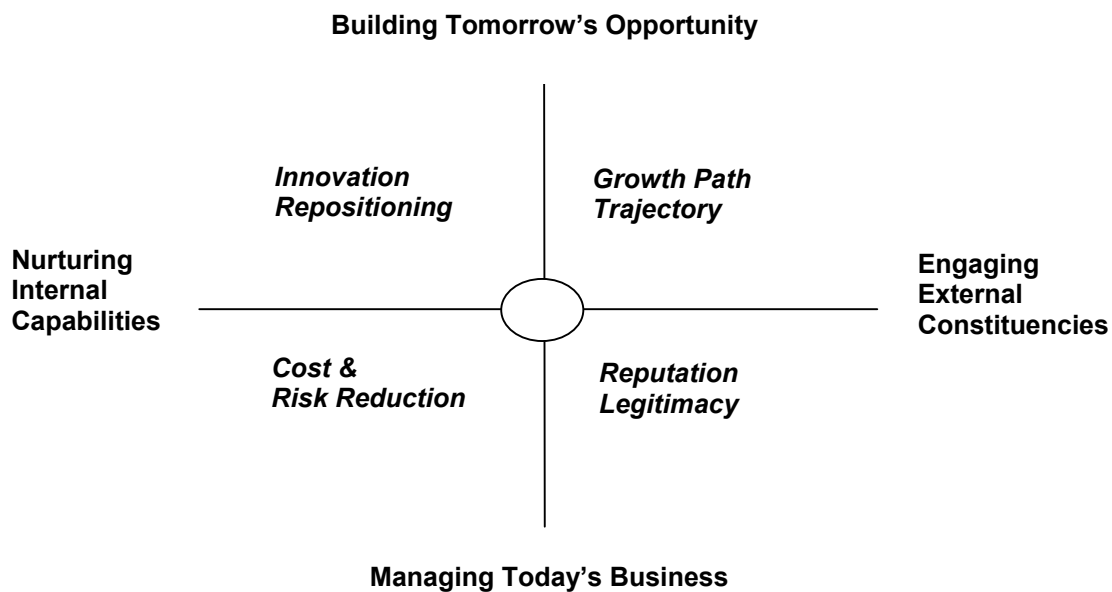 Building Tomorrow’s Opportunity
Innovation
Repositioning
Growth Path
Trajectory
Nurturing
Internal
Capabilities
Engaging
External
Constituencies
Cost &
Risk Reduction
Reputation
Legitimacy
Managing Today’s Business